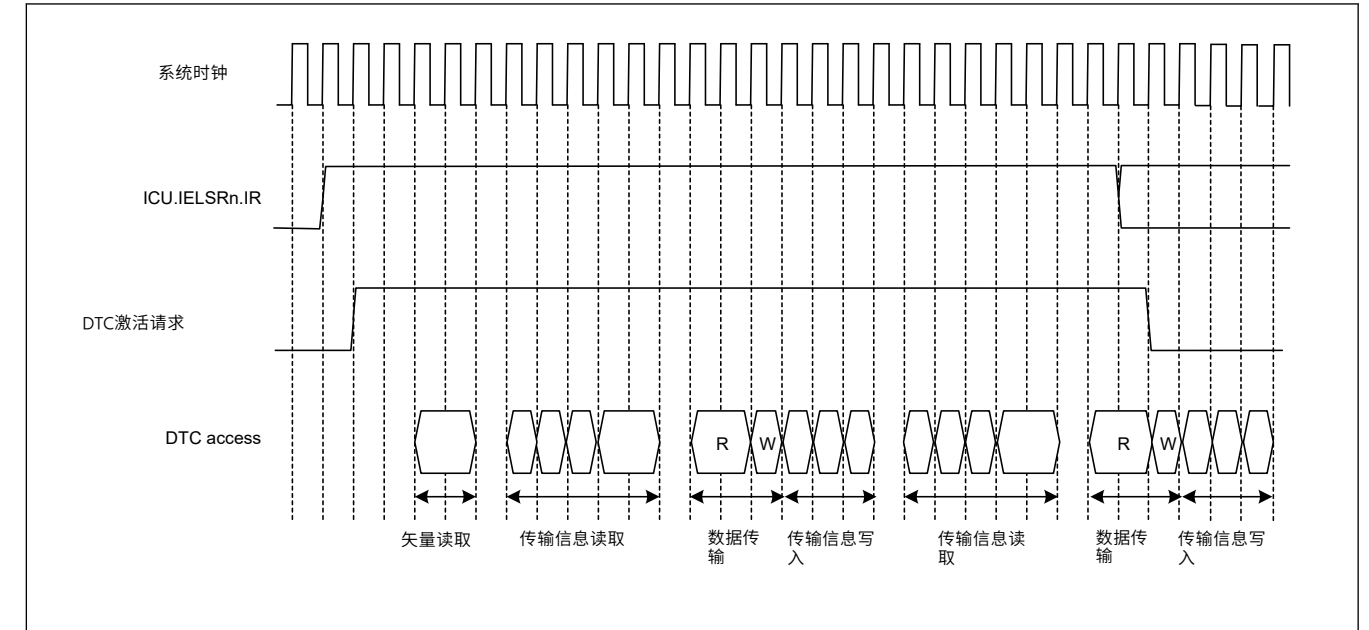 系统时钟
ICU.IELSRn.IR
DTC激活请求
DTC access
R
W
R
W
矢量读取
传输信息读取
数据传
输
传输信息写
入
传输信息读
取
数据传
输
传输信息写
入